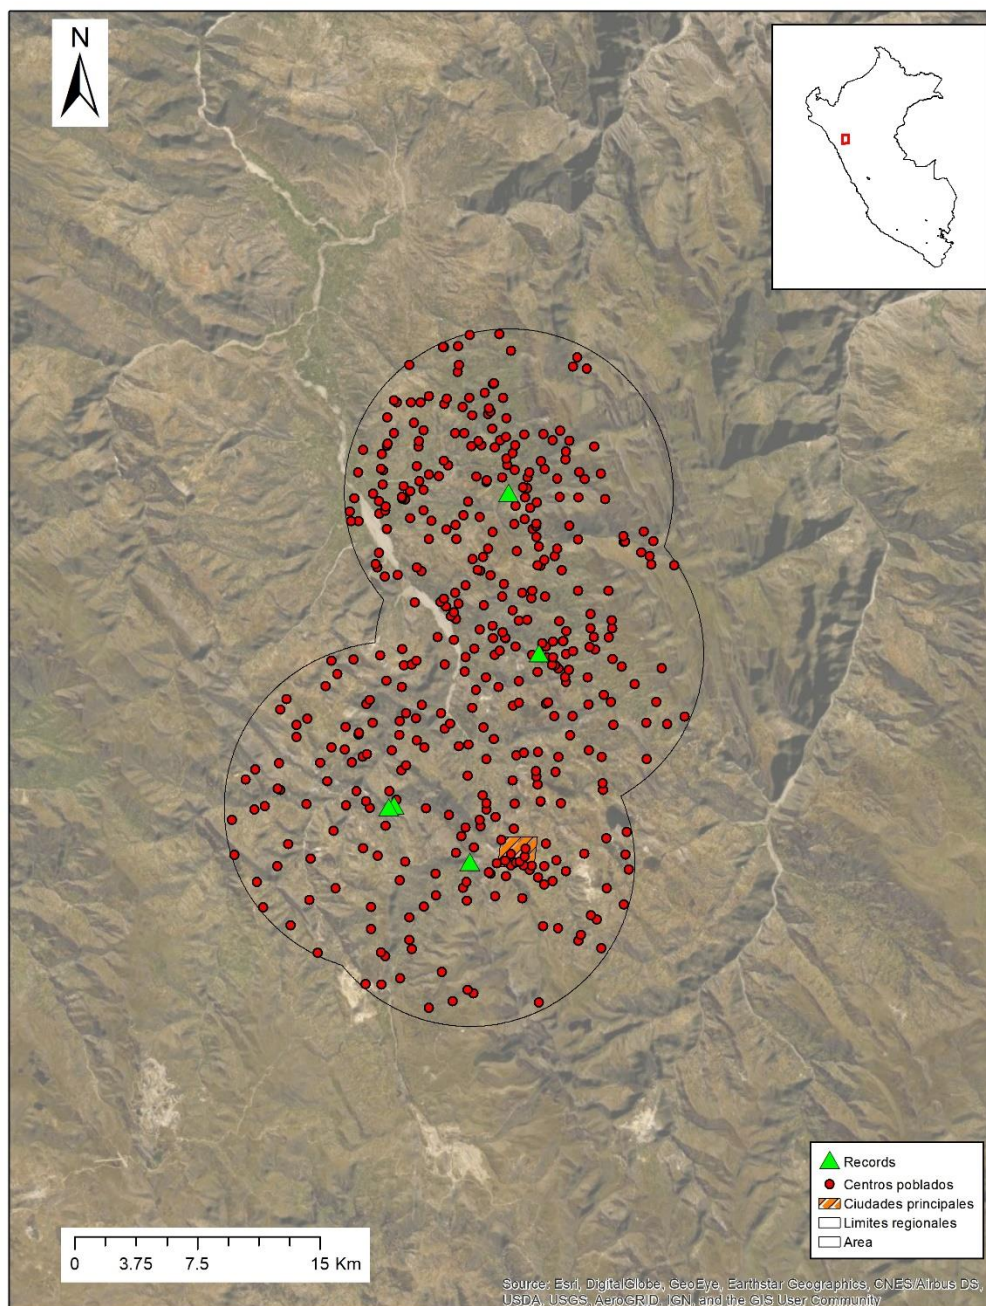 N
Records
Centros poblados
Ciudades principales
Limites regionales
Area
0 3.75 7.5 15 Km
Source: Esri, DigitalGlobe, GeoEye, Earthstar Geographics, CNES/Airbus DS,
USDA, USGS, AeroGRID, IGN, and the GIS User Community